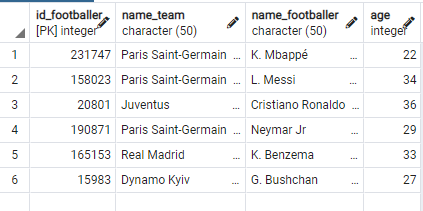 id_footballer name_team name_footballer age
[PK] integer character (50) character (50) integer
1 231747 Paris Saint-Germain ... K. Mbappé ... 22
2 158023 Paris Saint-Germain ... L. Messi ... 34
3 20801 Juventus ... Cristiano Ronaldo ... 36
4 190871 Paris Saint-Germain ... Neymar Jr ... 29
5 165153 Real Madrid ... K. Benzema ... 33
6 15983 Dynamo Kyiv ... G. Bushchan ... 27